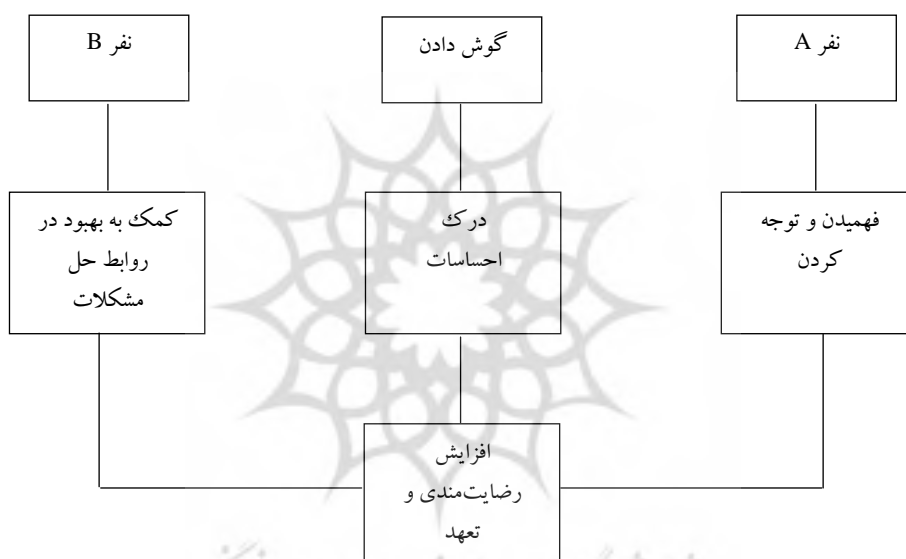 نفر A
گوش دادن
نفر B
فهمیدن و توجه
کردن
درک
احساسات
کمک به بهبود در
روابط حل
مشکلات
افزایش
رضایت‌مندی و
تعهد